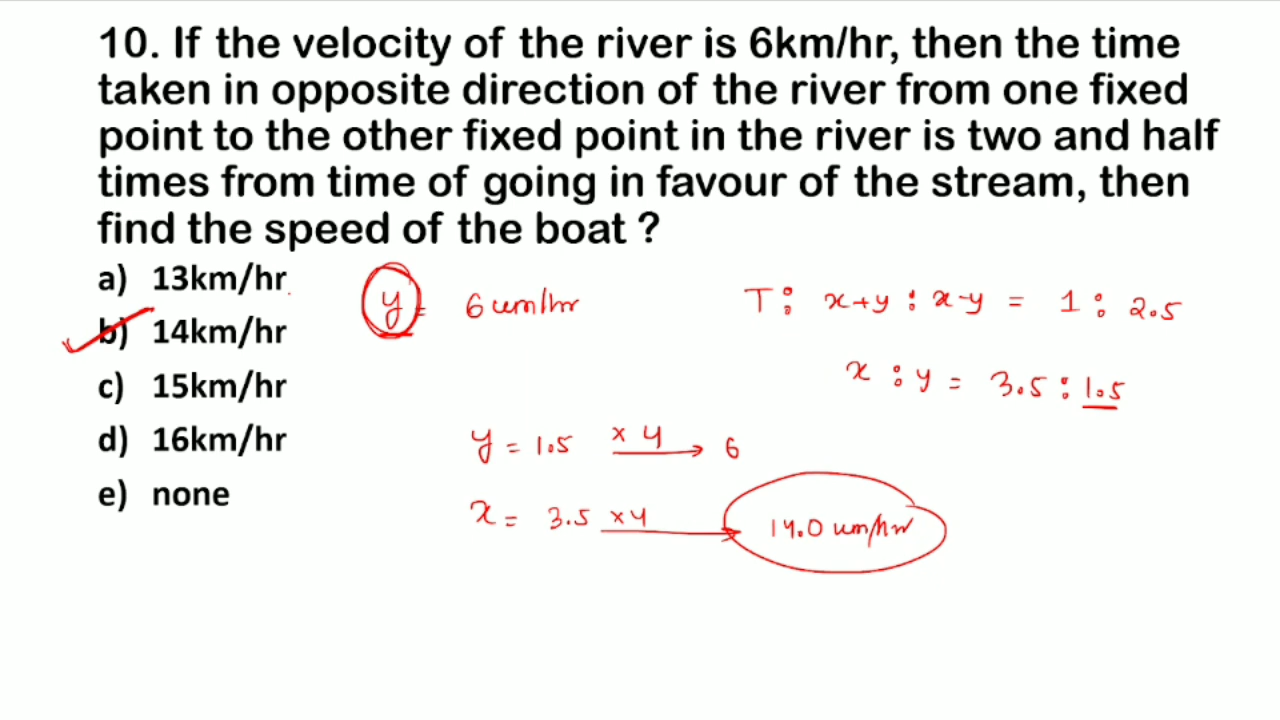 10. If the velocity of the river is 6km/hr, then the time
taken in opposite direction of the river from one fixed
point to the other fixed point in the river is two and half
times from time of going in favour of the stream, then
find the speed of the boat ?
a) 13km/hr
b) 14km/hr
c) 15km/hr
d) 16km/hr
e) none
y = 6 km/hr
T : x+y : x-y = 1 : 2.5
x : y = 3.5 : 1.5
y = 1.5 ×4 → 6
x = 3.5 ×4 → 14.0 km/hr